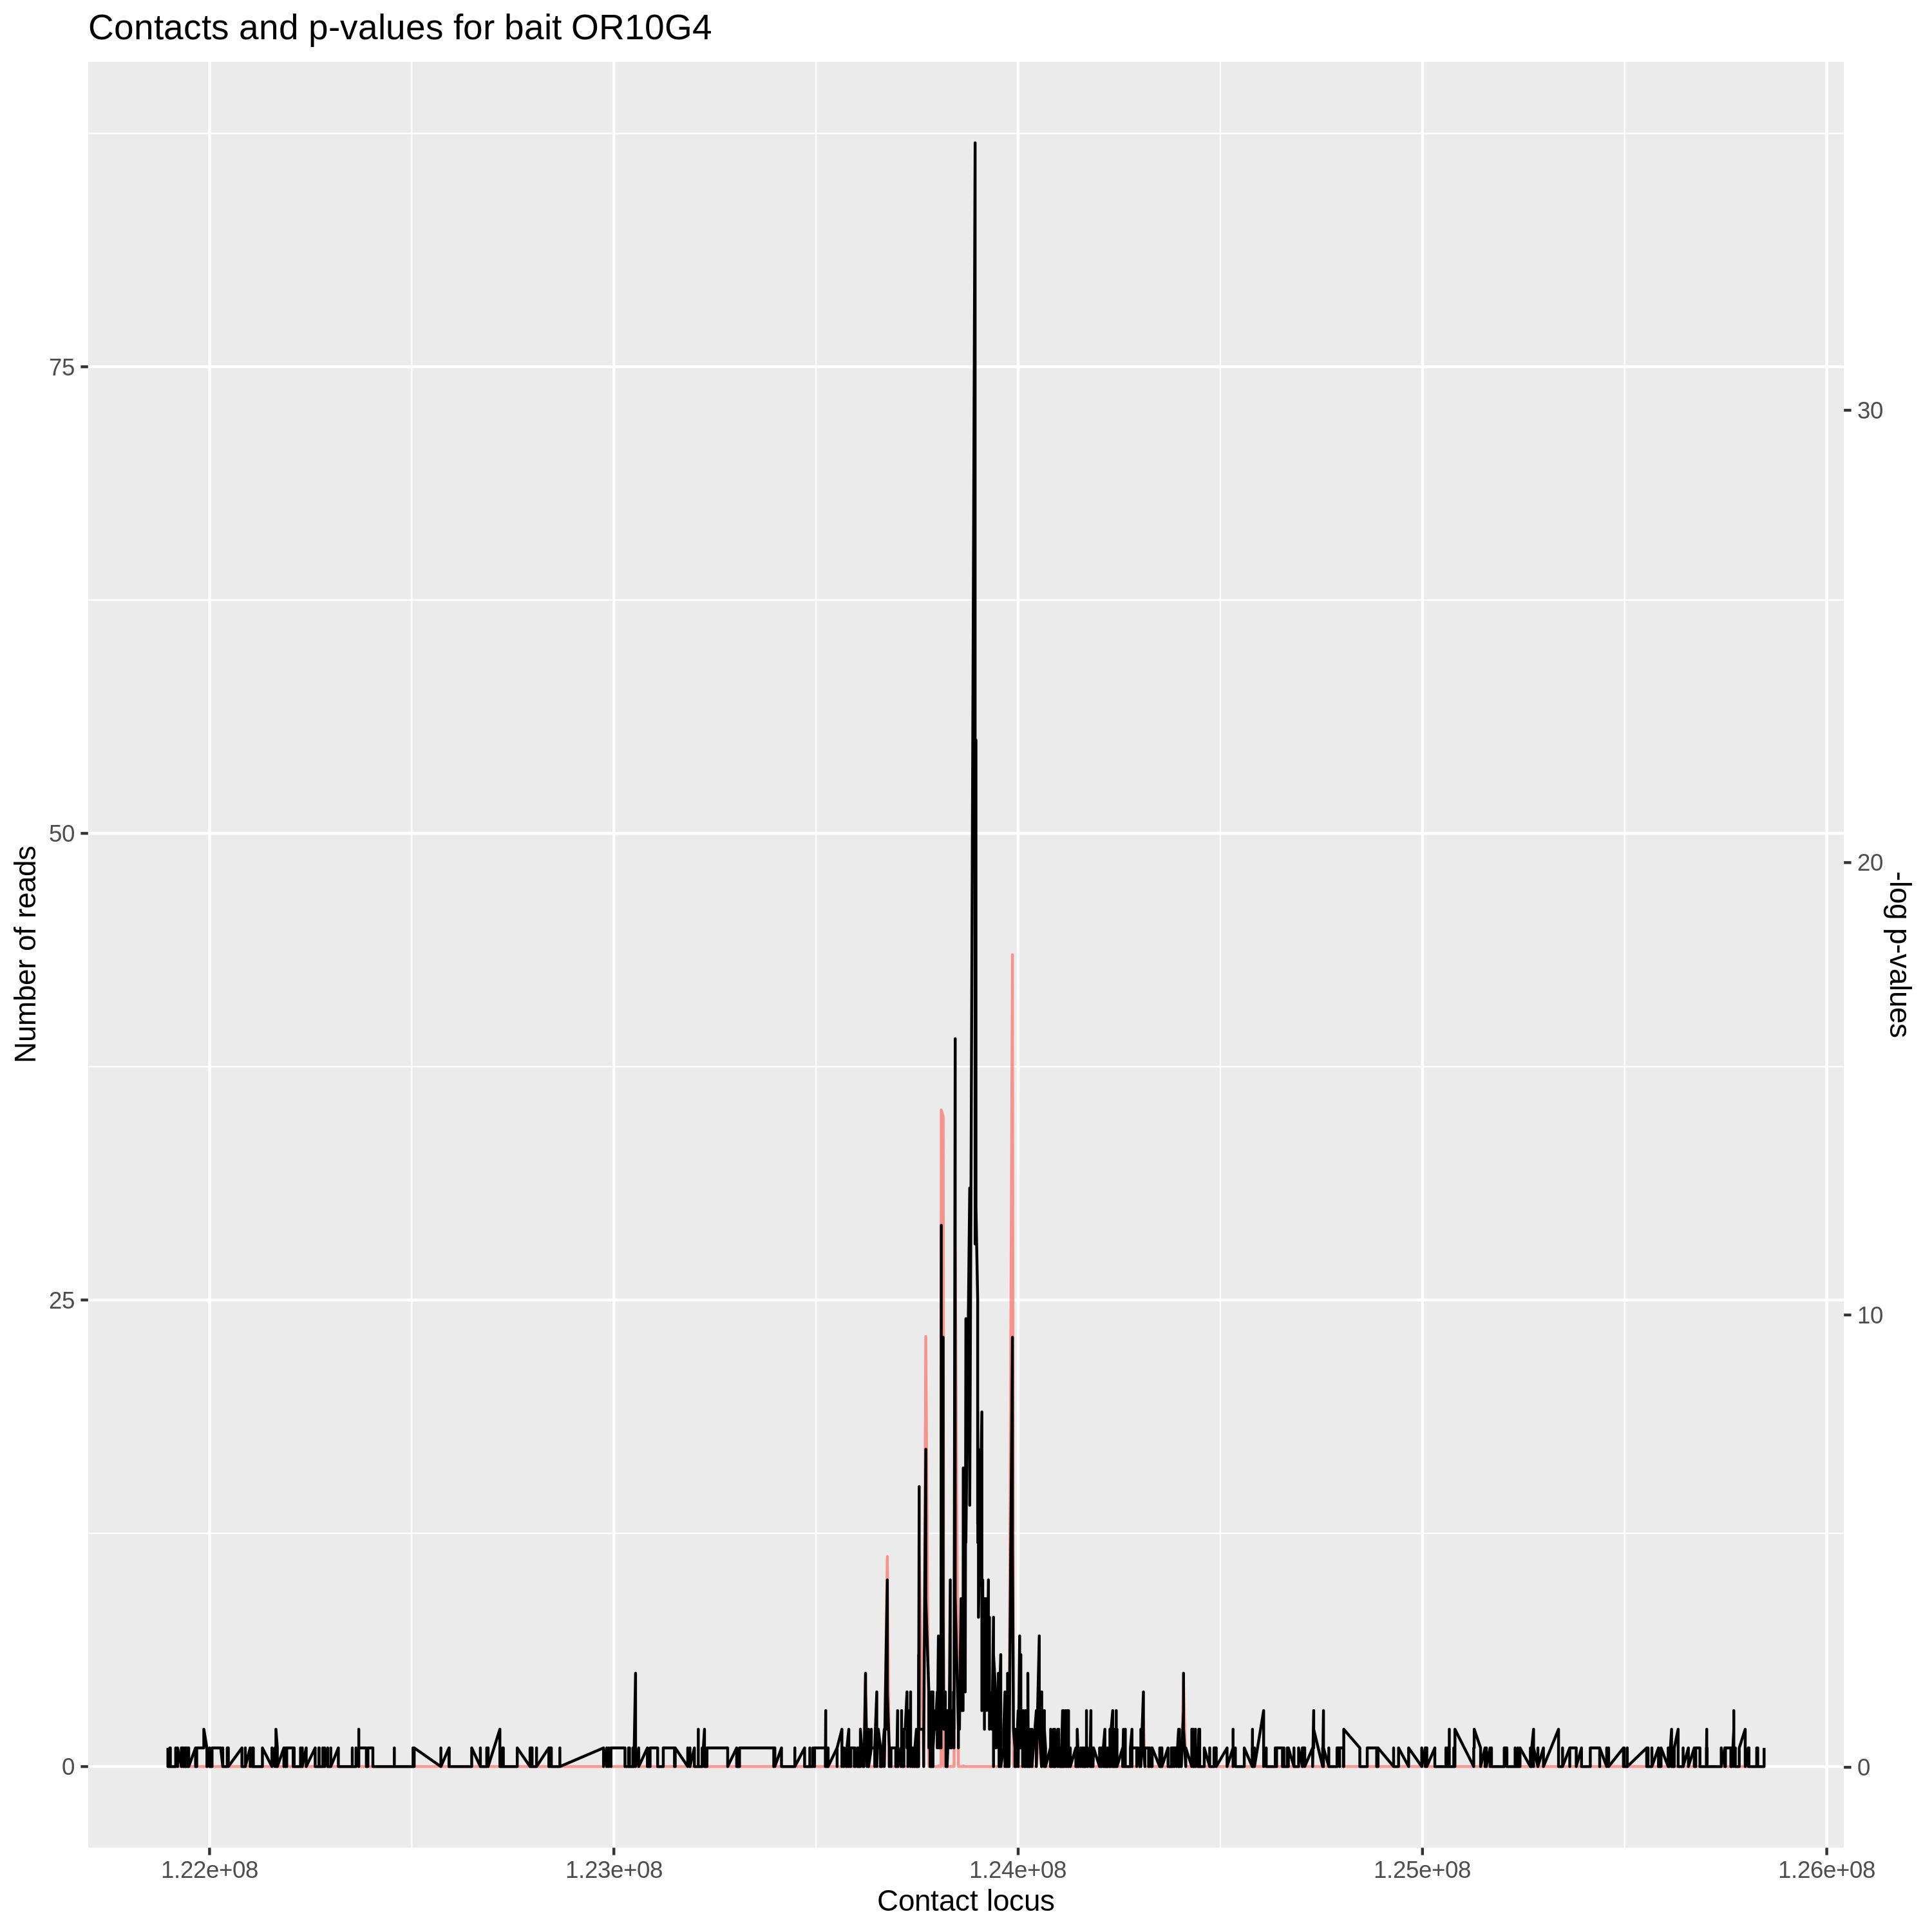 Contacts and p-values for bait OR10G4
75
50
25
0
30
20
10
0
Number of reads
-log p-values
1.22e+08
1.23e+08
1.24e+08
1.25e+08
1.26e+08
Contact locus